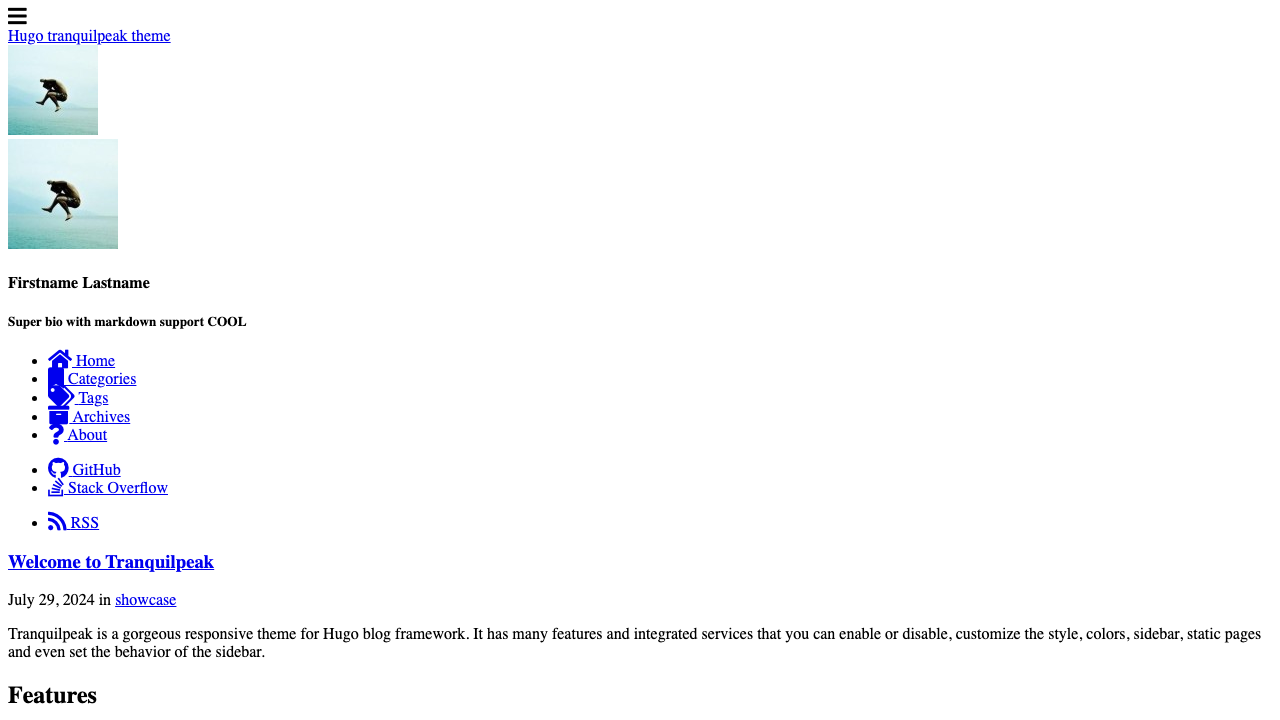 Hugo tranquilpeak theme
Firstname Lastname
Super bio with markdown support COOL
Home
Categories
Tags
Archives
About
GitHub
Stack Overflow
RSS
Welcome to Tranquilpeak
July 29, 2024 in showcase
Tranquilpeak is a gorgeous responsive theme for Hugo blog framework. It has many features and integrated services that you can enable or disable, customize the style, colors, sidebar, static pages
and even set the behavior of the sidebar.
Features